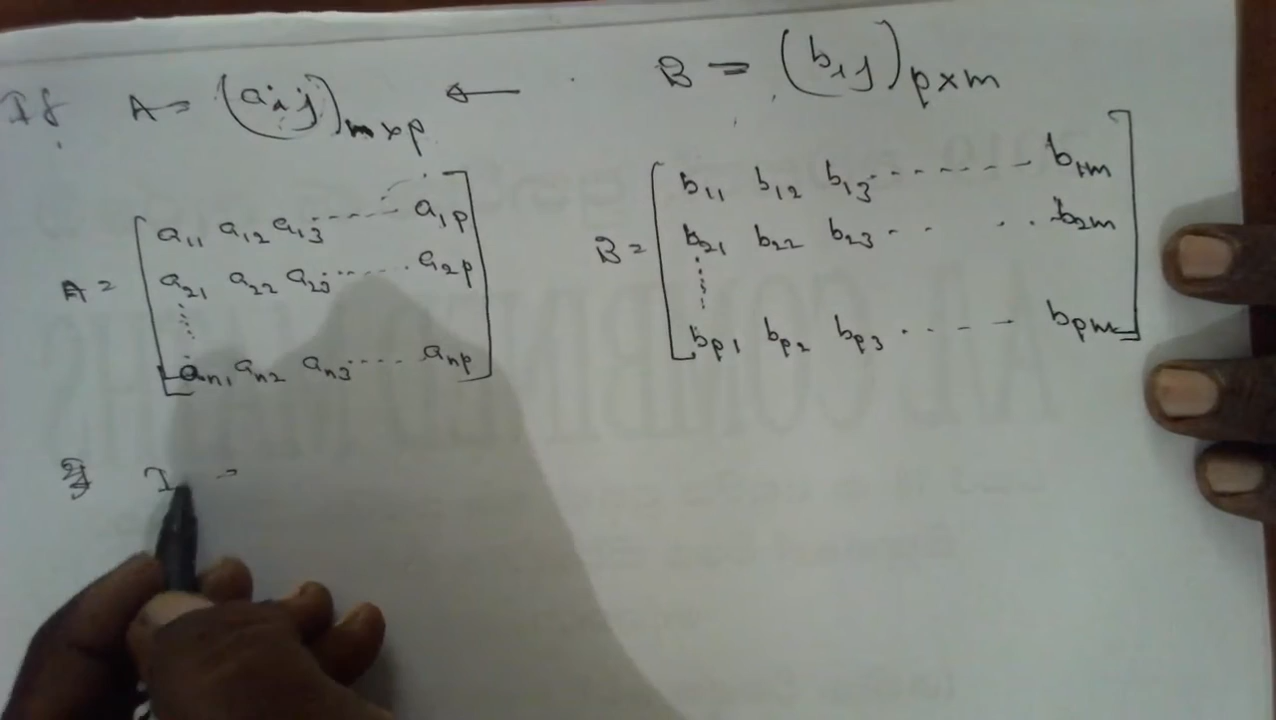 If A = (aij)m×p ← B = (bij)p×m
A = [a11 a12 a13 ------ a1p
a21 a22 a23 ........ a2p
an1 an2 an3 ..... anp]
B = [b11 b12 b13 --------- b1m
b21 b22 b23 - - . . b2m
bp1 bp2 bp3 . - - - bpm]
I =